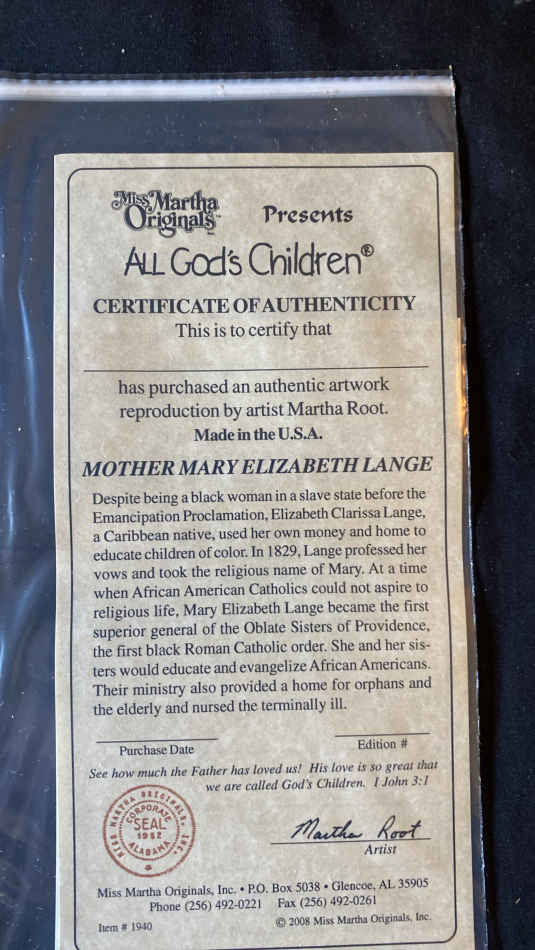 Miss Martha Originals™
Presents
ALL God's Children®
CERTIFICATE OF AUTHENTICITY
This is to certify that
has purchased an authentic artwork
reproduction by artist Martha Root.
Made in the U.S.A.
MOTHER MARY ELIZABETH LANGE
Despite being a black woman in a slave state before the
Emancipation Proclamation, Elizabeth Clarissa Lange,
a Caribbean native, used her own money and home to
educate children of color. In 1829, Lange professed her
vows and took the religious name of Mary. At a time
when African American Catholics could not aspire to
religious life, Mary Elizabeth Lange became the first
superior general of the Oblate Sisters of Providence,
the first black Roman Catholic order. She and her sis-
ters would educate and evangelize African Americans.
Their ministry also provided a home for orphans and
the elderly and nursed the terminally ill.
Purchase Date
Edition #
See how much the Father has loved us! His love is so great that
we are called God's Children. 1 John 3:1
MISS MARTHA ORIGINALS, INC.
CORPORATE
SEAL
1982
ALABAMA
Martha Root
Artist
Miss Martha Originals, Inc. • P.O. Box 5038 • Glencoe, AL 35905
Phone (256) 492-0221 Fax (256) 492-0261
Item # 1940
© 2008 Miss Martha Originals, Inc.